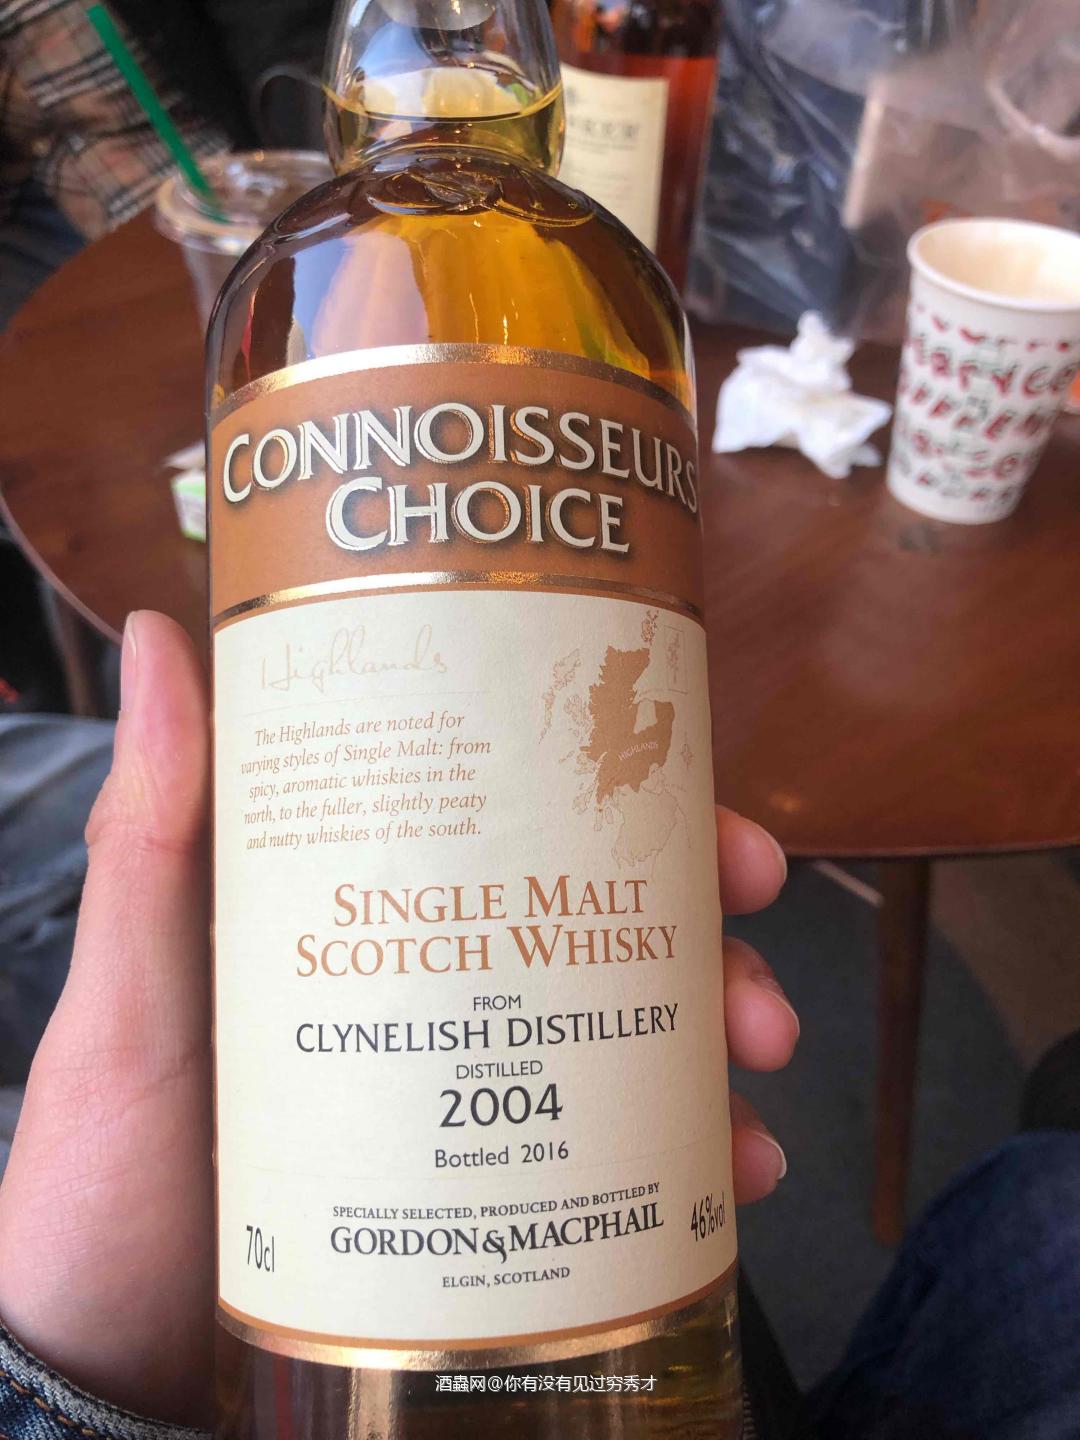 CONNOISSEURS
CHOICE
Highlands
The Highlands are noted for
varying styles of Single Malt: from
spicy, aromatic whiskies in the
north, to the fuller, slightly peaty
and nutty whiskies of the south.
HIGHLANDS
SINGLE MALT
SCOTCH WHISKY
FROM
CLYNELISH DISTILLERY
DISTILLED
2004
Bottled 2016
SPECIALLY SELECTED, PRODUCED AND BOTTLED BY
GORDON&MACPHAIL
ELGIN, SCOTLAND
70cl
46%vol
酒蟲网@你有没有见过穷秀才